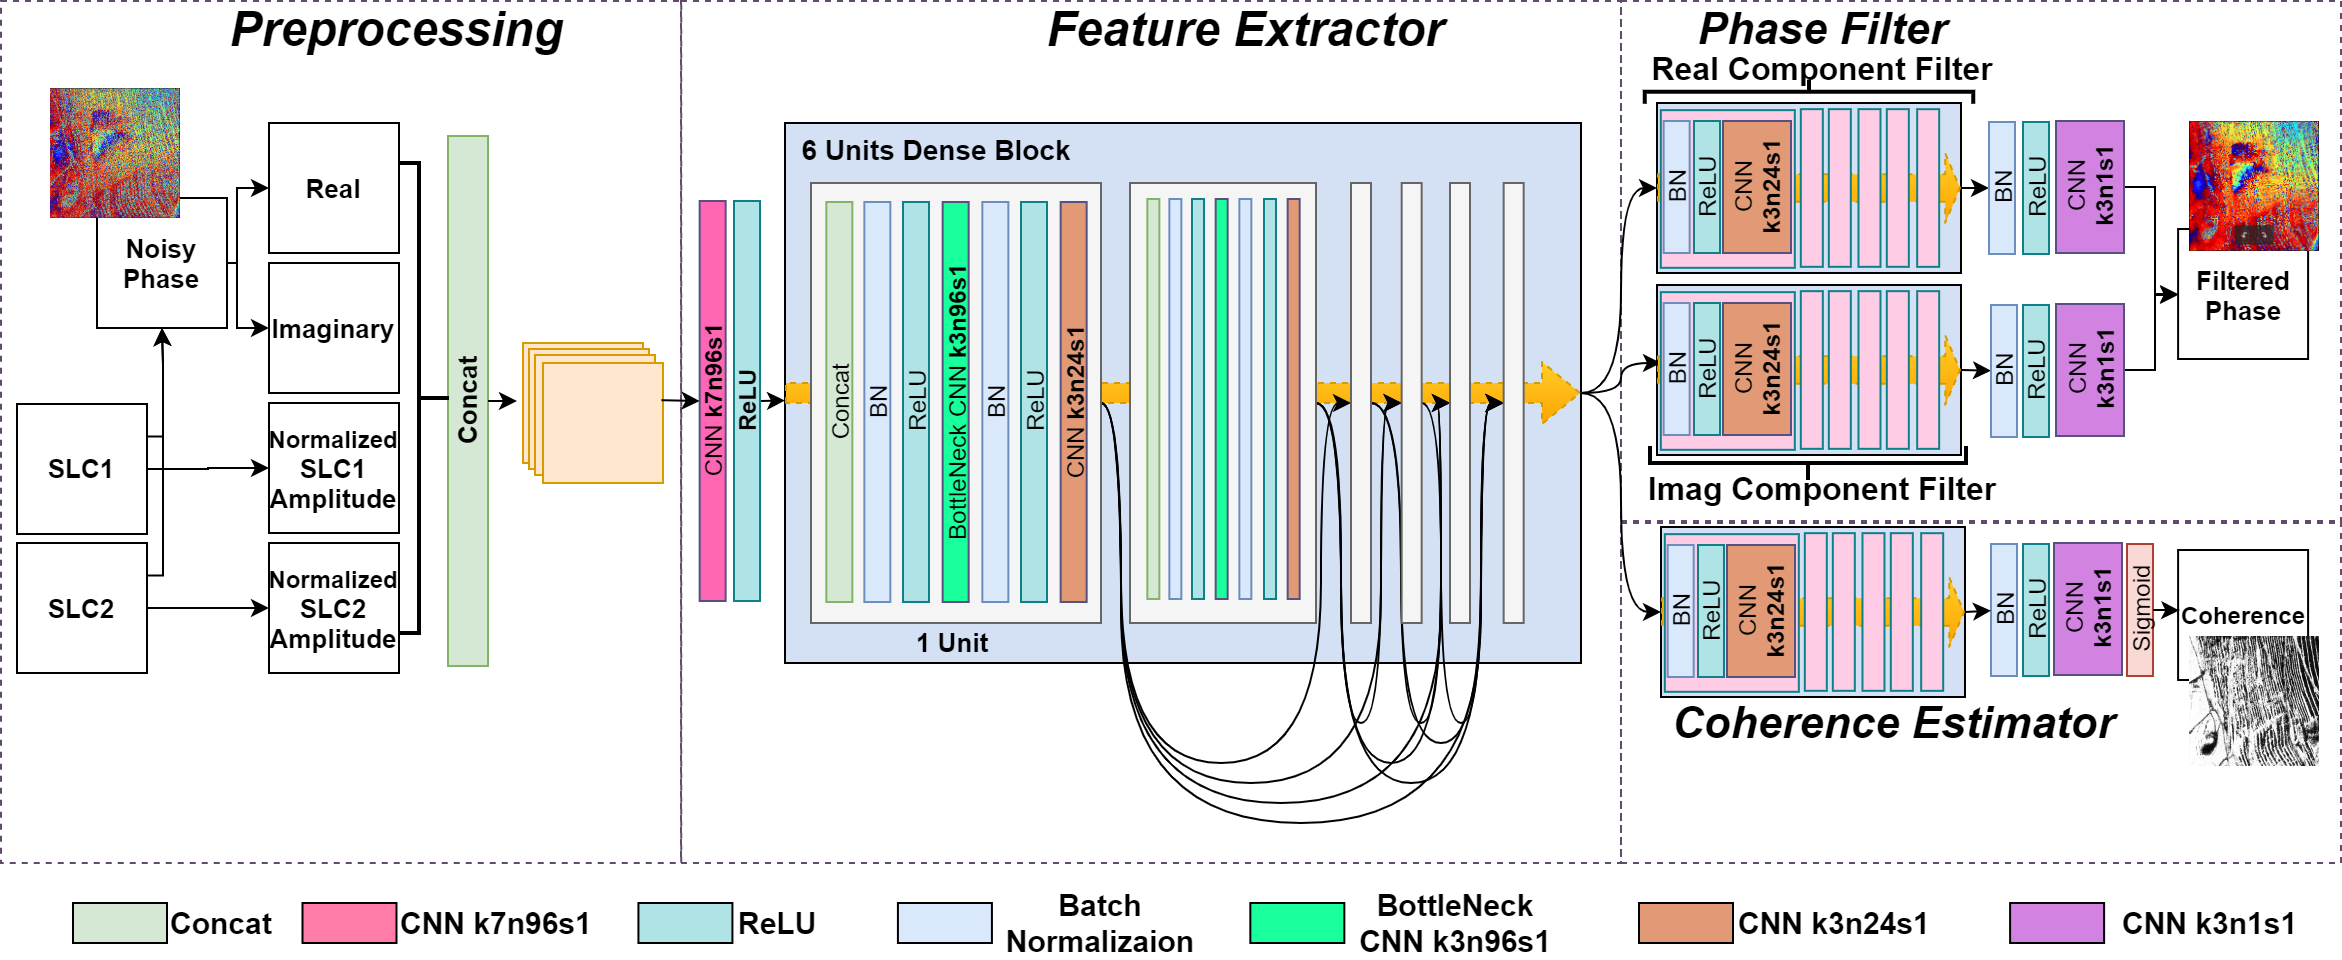 Preprocessing
Noisy
Phase
Real
Imaginary
SLC1
Normalized
SLC1
Amplitude
SLC2
Normalized
SLC2
Amplitude
Concat
Feature Extractor
CNN k7n96s1
ReLU
6 Units Dense Block
Concat
BN
ReLU
BottleNeck CNN k3n96s1
BN
ReLU
CNN k3n24s1
1 Unit
Phase Filter
Real Component Filter
BN
ReLU
CNN
k3n24s1
BN
ReLU
CNN
k3n1s1
BN
ReLU
CNN
k3n24s1
BN
ReLU
CNN
k3n1s1
Imag Component Filter
Filtered
Phase
BN
ReLU
CNN
k3n24s1
BN
ReLU
CNN
k3n1s1
Sigmoid
Coherence
Coherence Estimator
Concat
CNN k7n96s1
ReLU
Batch
Normalizaion
BottleNeck
CNN k3n96s1
CNN k3n24s1
CNN k3n1s1